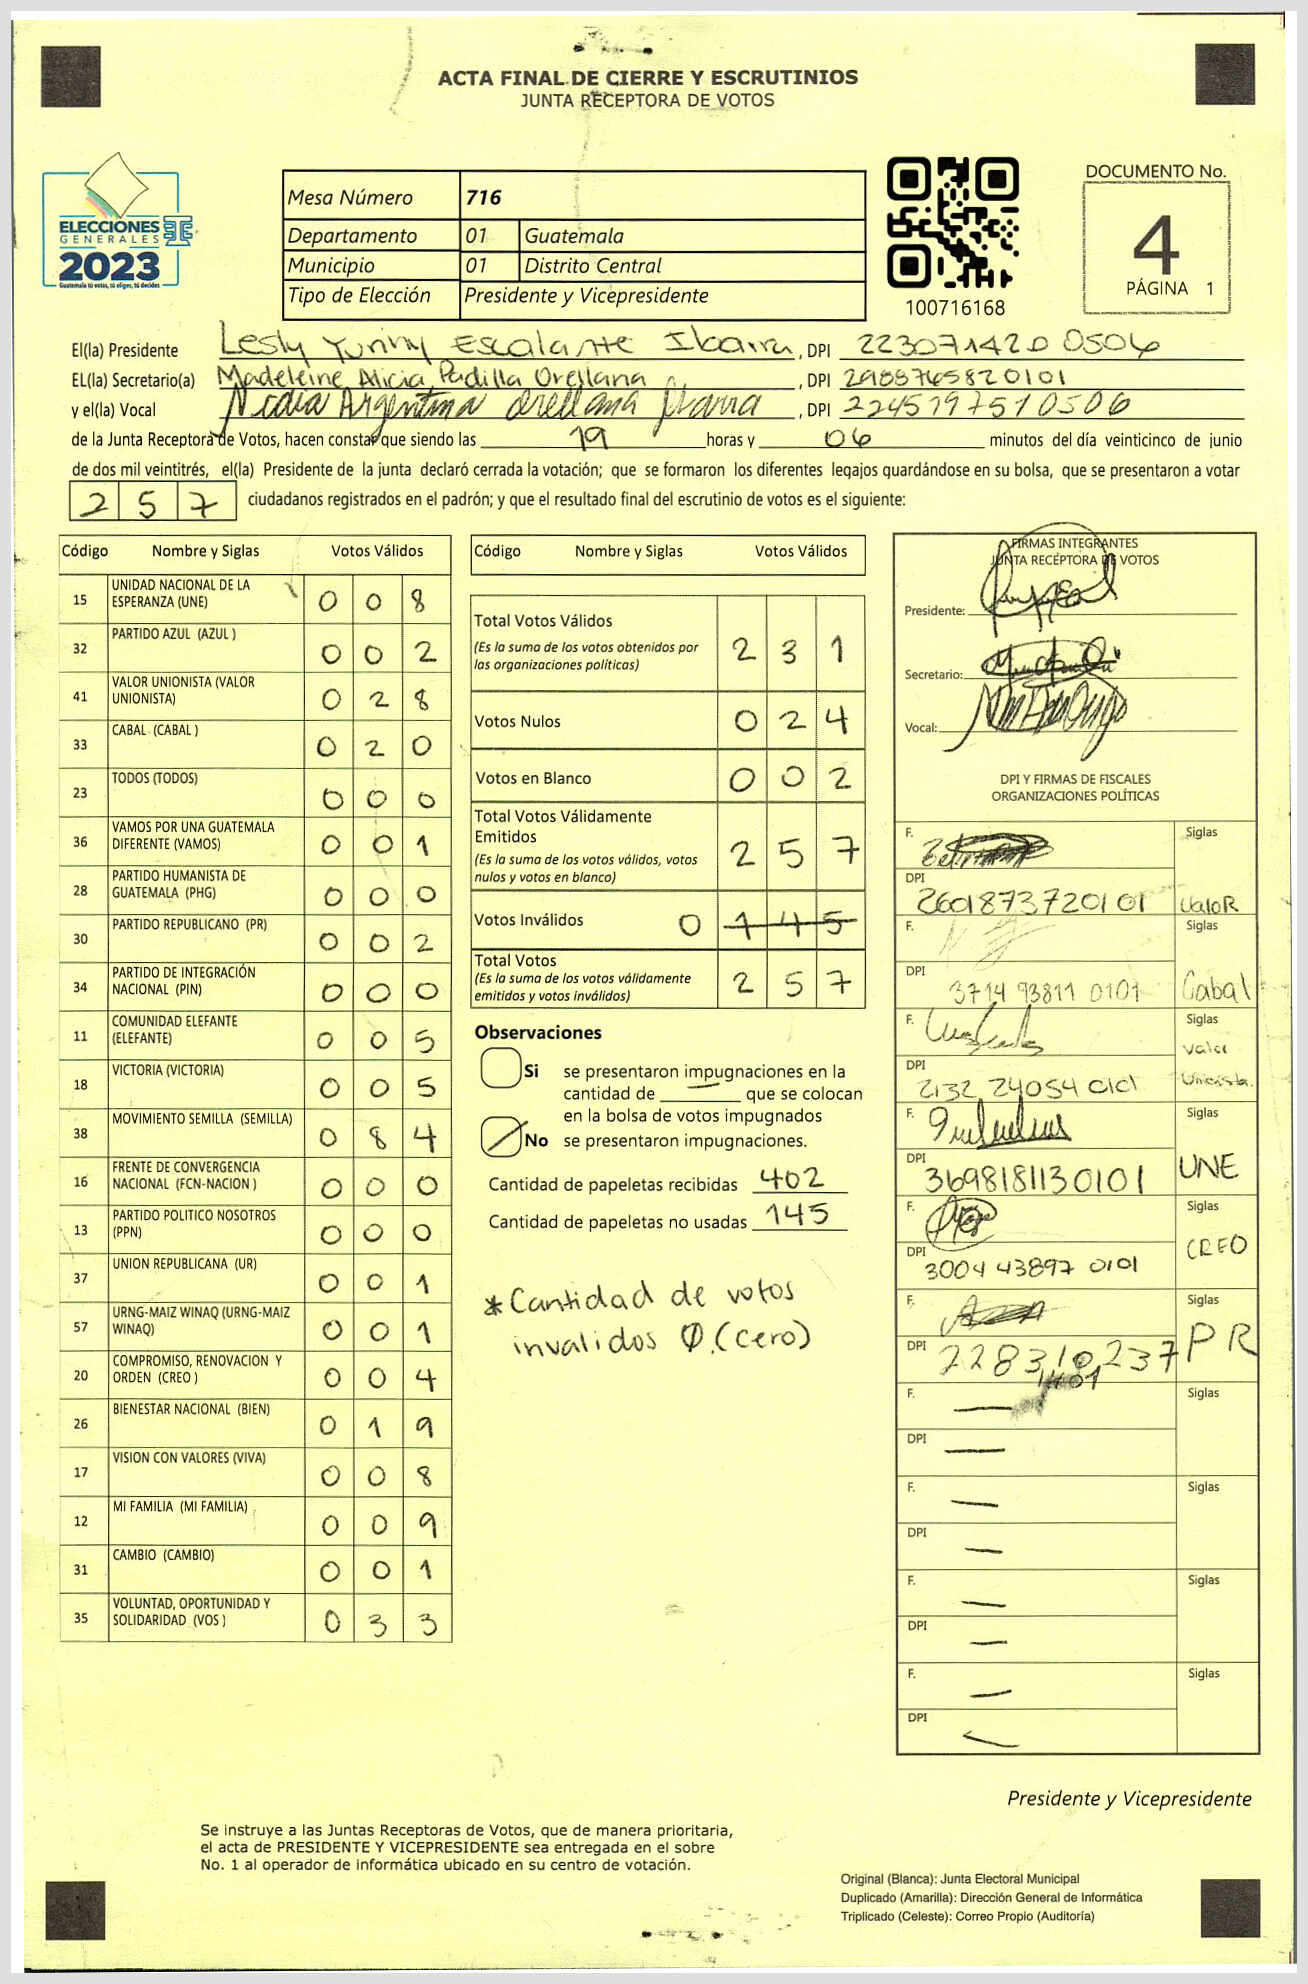 ACTA FINAL DE CIERRE Y ESCRUTINIOS
JUNTA RECEPTORA DE VOTOS
ELECCIONES
GENERALES
2023
Guatemala tú votas, tú eliges, tú decides
Mesa Número 716
Departamento 01 Guatemala
Municipio 01 Distrito Central
Tipo de Elección Presidente y Vicepresidente
100716168
DOCUMENTO No.
4
PÁGINA 1
El(la) Presidente Lesly Yuriny Escalante Ibarra, DPI 223071420 0506
EL(la) Secretario(a) Madeleine Alicia Padilla Orellana, DPI 2988765820101
y el(la) Vocal Nidia Argentina Orellana Ibarra, DPI 2245797510506
de la Junta Receptora de Votos, hacen constar que siendo las 19 horas y 06 minutos del día veinticinco de junio
de dos mil veintitrés, el(la) Presidente de la junta declaró cerrada la votación; que se formaron los diferentes legajos guardándose en su bolsa, que se presentaron a votar
257 ciudadanos registrados en el padrón; y que el resultado final del escrutinio de votos es el siguiente:
Código Nombre y Siglas Votos Válidos
15 UNIDAD NACIONAL DE LA ESPERANZA (UNE) 0 0 8
32 PARTIDO AZUL (AZUL ) 0 0 2
41 VALOR UNIONISTA (VALOR UNIONISTA) 0 2 8
33 CABAL (CABAL ) 0 2 0
23 TODOS (TODOS) 0 0 0
36 VAMOS POR UNA GUATEMALA DIFERENTE (VAMOS) 0 0 1
28 PARTIDO HUMANISTA DE GUATEMALA (PHG) 0 0 0
30 PARTIDO REPUBLICANO (PR) 0 0 2
34 PARTIDO DE INTEGRACIÓN NACIONAL (PIN) 0 0 0
11 COMUNIDAD ELEFANTE (ELEFANTE) 0 0 5
18 VICTORIA (VICTORIA) 0 0 5
38 MOVIMIENTO SEMILLA (SEMILLA) 0 8 4
16 FRENTE DE CONVERGENCIA NACIONAL (FCN-NACION ) 0 0 0
13 PARTIDO POLITICO NOSOTROS (PPN) 0 0 0
37 UNION REPUBLICANA (UR) 0 0 1
57 URNG-MAIZ WINAQ (URNG-MAIZ WINAQ) 0 0 1
20 COMPROMISO, RENOVACION Y ORDEN (CREO ) 0 0 4
26 BIENESTAR NACIONAL (BIEN) 0 1 9
17 VISION CON VALORES (VIVA) 0 0 8
12 MI FAMILIA (MI FAMILIA) 0 0 9
31 CAMBIO (CAMBIO) 0 0 1
35 VOLUNTAD, OPORTUNIDAD Y SOLIDARIDAD (VOS ) 0 3 3
Código Nombre y Siglas Votos Válidos
Total Votos Válidos 2 3 1
(Es la suma de los votos obtenidos por
las organizaciones políticas)
Votos Nulos 0 2 4
Votos en Blanco 0 0 2
Total Votos Válidamente
Emitidos 2 5 7
(Es la suma de los votos válidos, votos
nulos y votos en blanco)
Votos Inválidos 0 1 4 5
Total Votos 2 5 7
(Es la suma de los votos válidamente
emitidos y votos inválidos)
Observaciones
Si se presentaron impugnaciones en la
cantidad de ___ que se colocan
en la bolsa de votos impugnados
No se presentaron impugnaciones.
Cantidad de papeletas recibidas 402
Cantidad de papeletas no usadas 145
*Cantidad de votos
invalidos 0.(cero)
FIRMAS INTEGRANTES
JUNTA RECEPTORA DE VOTOS
Presidente:
Secretario:
Vocal:
DPI Y FIRMAS DE FISCALES
ORGANIZACIONES POLÍTICAS
F. Siglas
DPI 2601873720101 Valor
F. Siglas
DPI 3714 93811 0101 Cabal
F. Siglas Valor
DPI 2132 24054 0101 Unionista.
F. Siglas
DPI 3698181130101 UNE
F. Siglas
DPI 3004 43897 0101 CREO
F. Siglas
DPI PR
F. Siglas
DPI
F. Siglas
DPI
F. Siglas
DPI
F. Siglas
DPI
Presidente y Vicepresidente
Se instruye a las Juntas Receptoras de Votos, que de manera prioritaria,
el acta de PRESIDENTE Y VICEPRESIDENTE sea entregada en el sobre
No. 1 al operador de informática ubicado en su centro de votación.
Original (Blanca): Junta Electoral Municipal
Duplicado (Amarilla): Dirección General de Informática
Triplicado (Celeste): Correo Propio (Auditoría)